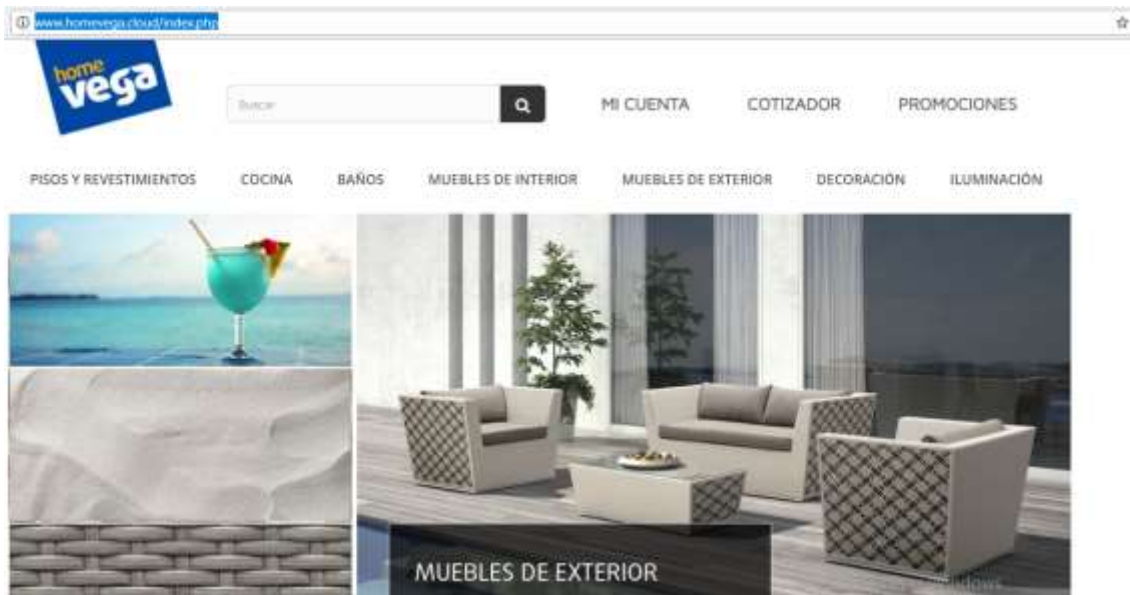 www.homevega.cloud/index.php
home
vega
Buscar
MI CUENTA COTIZADOR PROMOCIONES
PISOS Y REVESTIMIENTOS COCINA BAÑOS MUEBLES DE INTERIOR MUEBLES DE EXTERIOR DECORACIÓN ILUMINACIÓN
MUEBLES DE EXTERIOR